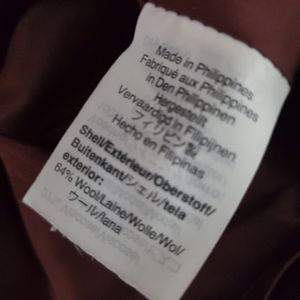 Made in Philippines
Fabriqué aux Philippines
In Den Philippinen
Hergestellt
Vervaardigd in Filipijnen
フィリピン製
Hecho en Filipinas
Shell/Extérieur/Oberstoff/
Buitenkant/シェル/tela
exterior:
64% Wool/Laine/Wolle/Wol/
ウール/lana